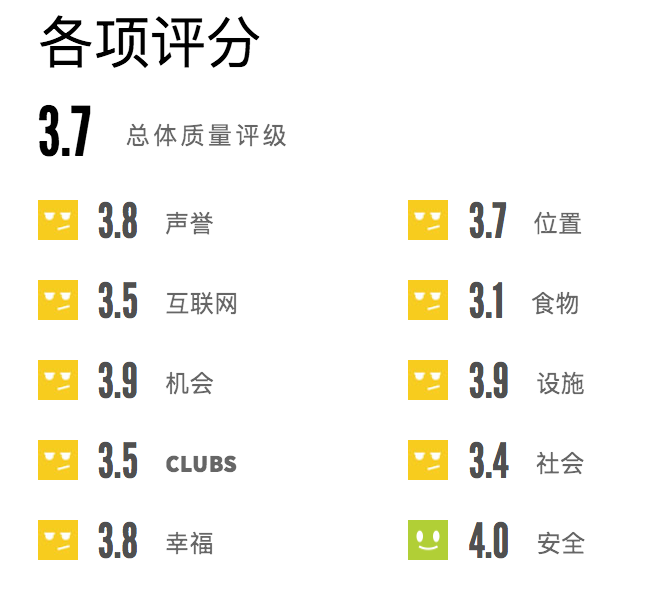 各项评分
3.7 总体质量评级
3.8 声誉 3.7 位置
3.5 互联网 3.1 食物
3.9 机会 3.9 设施
3.5 CLUBS 3.4 社会
3.8 幸福 4.0 安全